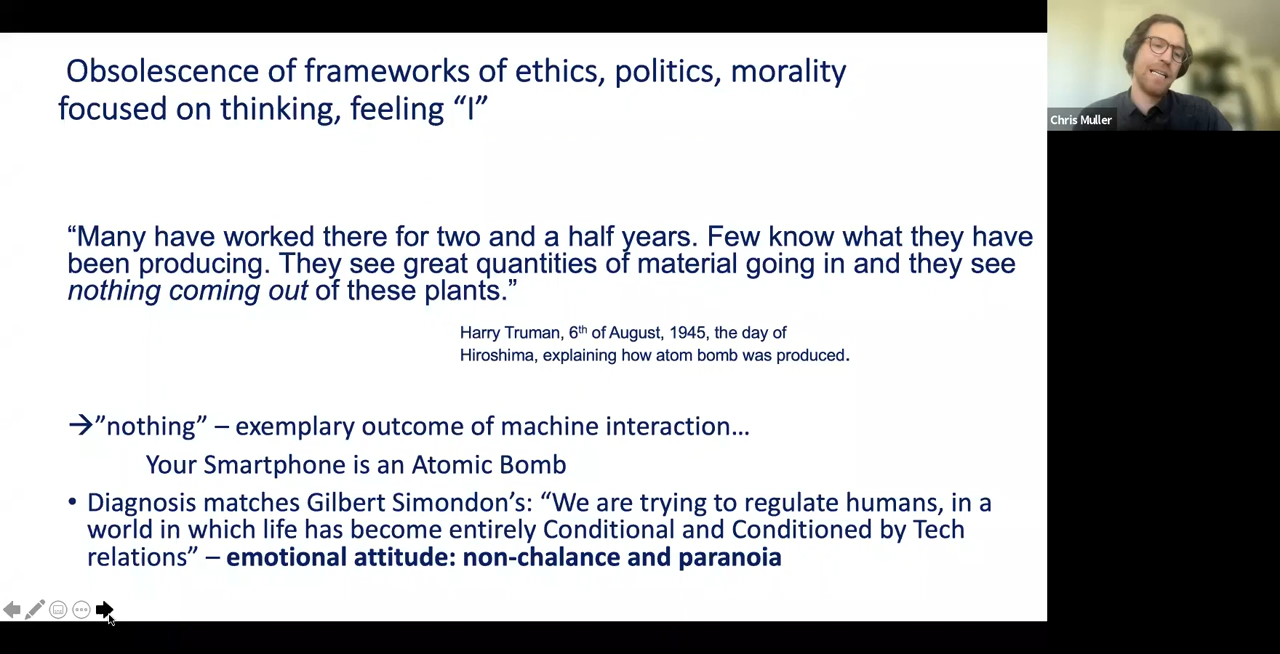 Obsolescence of frameworks of ethics, politics, morality
focused on thinking, feeling “I”
Chris Muller
“Many have worked there for two and a half years. Few know what they have
been producing. They see great quantities of material going in and they see
nothing coming out of these plants.”
Harry Truman, 6th of August, 1945, the day of
Hiroshima, explaining how atom bomb was produced.
→”nothing” – exemplary outcome of machine interaction…
Your Smartphone is an Atomic Bomb
• Diagnosis matches Gilbert Simondon’s: “We are trying to regulate humans, in a
world in which life has become entirely Conditional and Conditioned by Tech
relations” – emotional attitude: non-chalance and paranoia